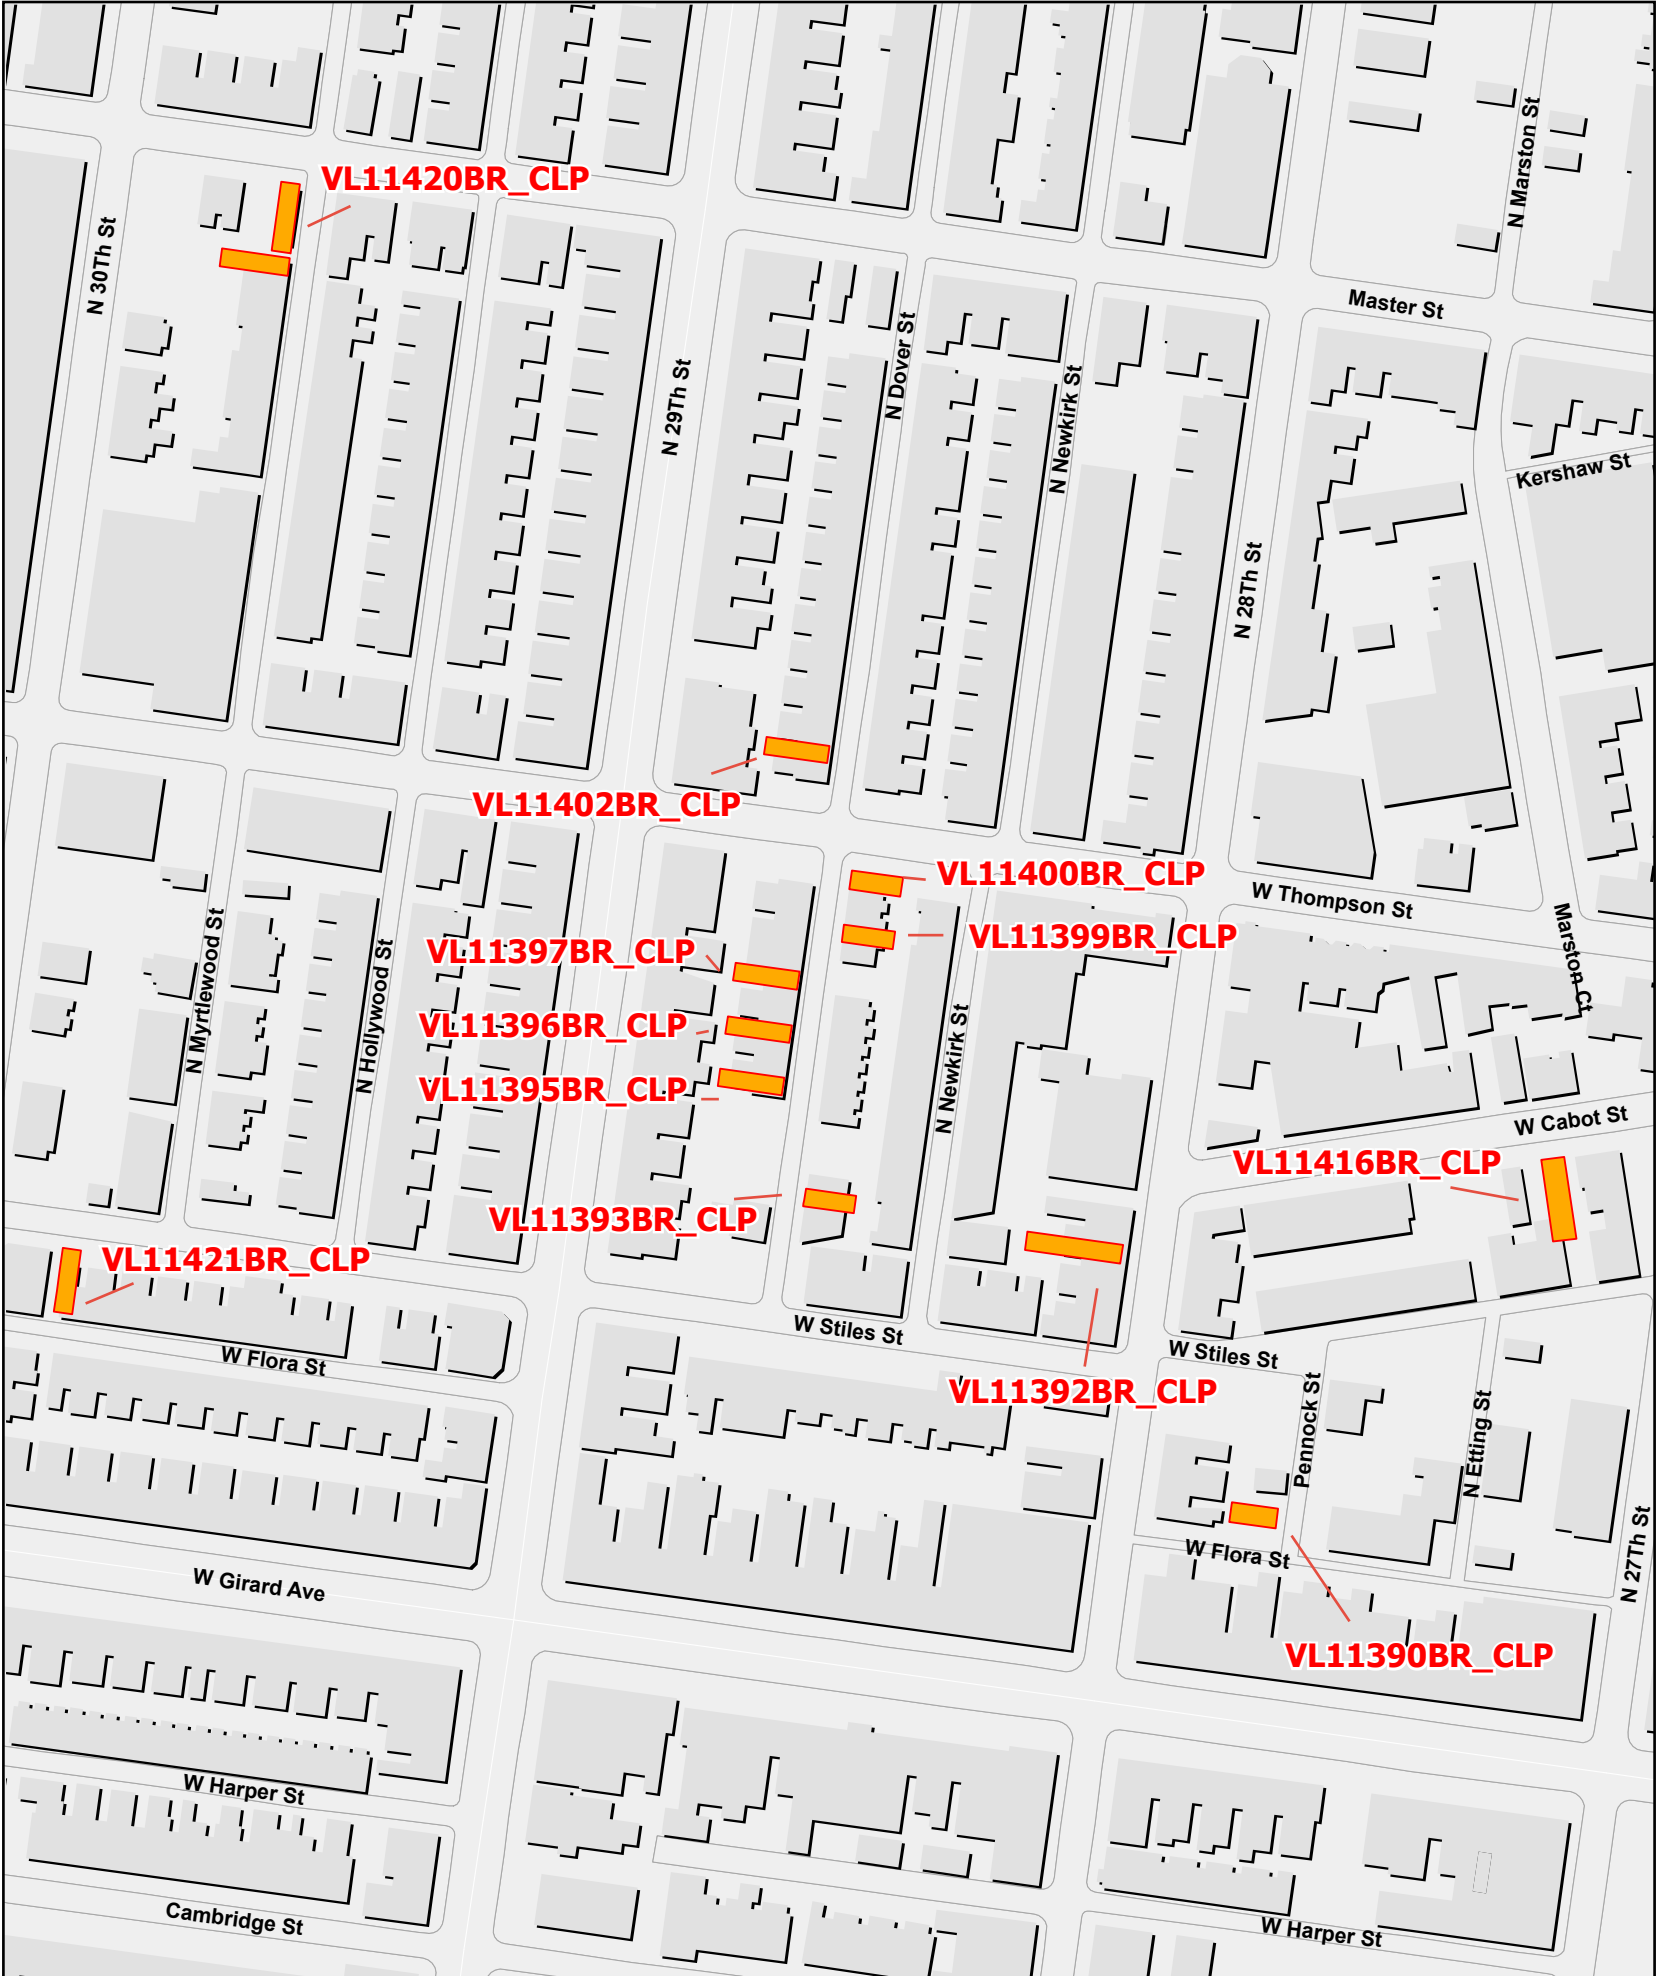 N Marston St
VL11420BR_CLP
N 30Th St
Master St
N Dover St
N 29Th St
N Newkirk St
Kershaw St
N 28Th St
VL11402BR_CLP
VL11400BR_CLP
W Thompson St
VL11399BR_CLP
VL11397BR_CLP
Marston Ct
N Myrtlewood St
N Hollywood St
VL11396BR_CLP
N Newkirk St
VL11395BR_CLP
W Cabot St
VL11416BR_CLP
VL11393BR_CLP
VL11421BR_CLP
W Stiles St
W Flora St
W Stiles St
VL11392BR_CLP
Pennock St
N Etting St
W Flora St
N 27Th St
W Girard Ave
VL11390BR_CLP
W Harper St
Cambridge St
W Harper St